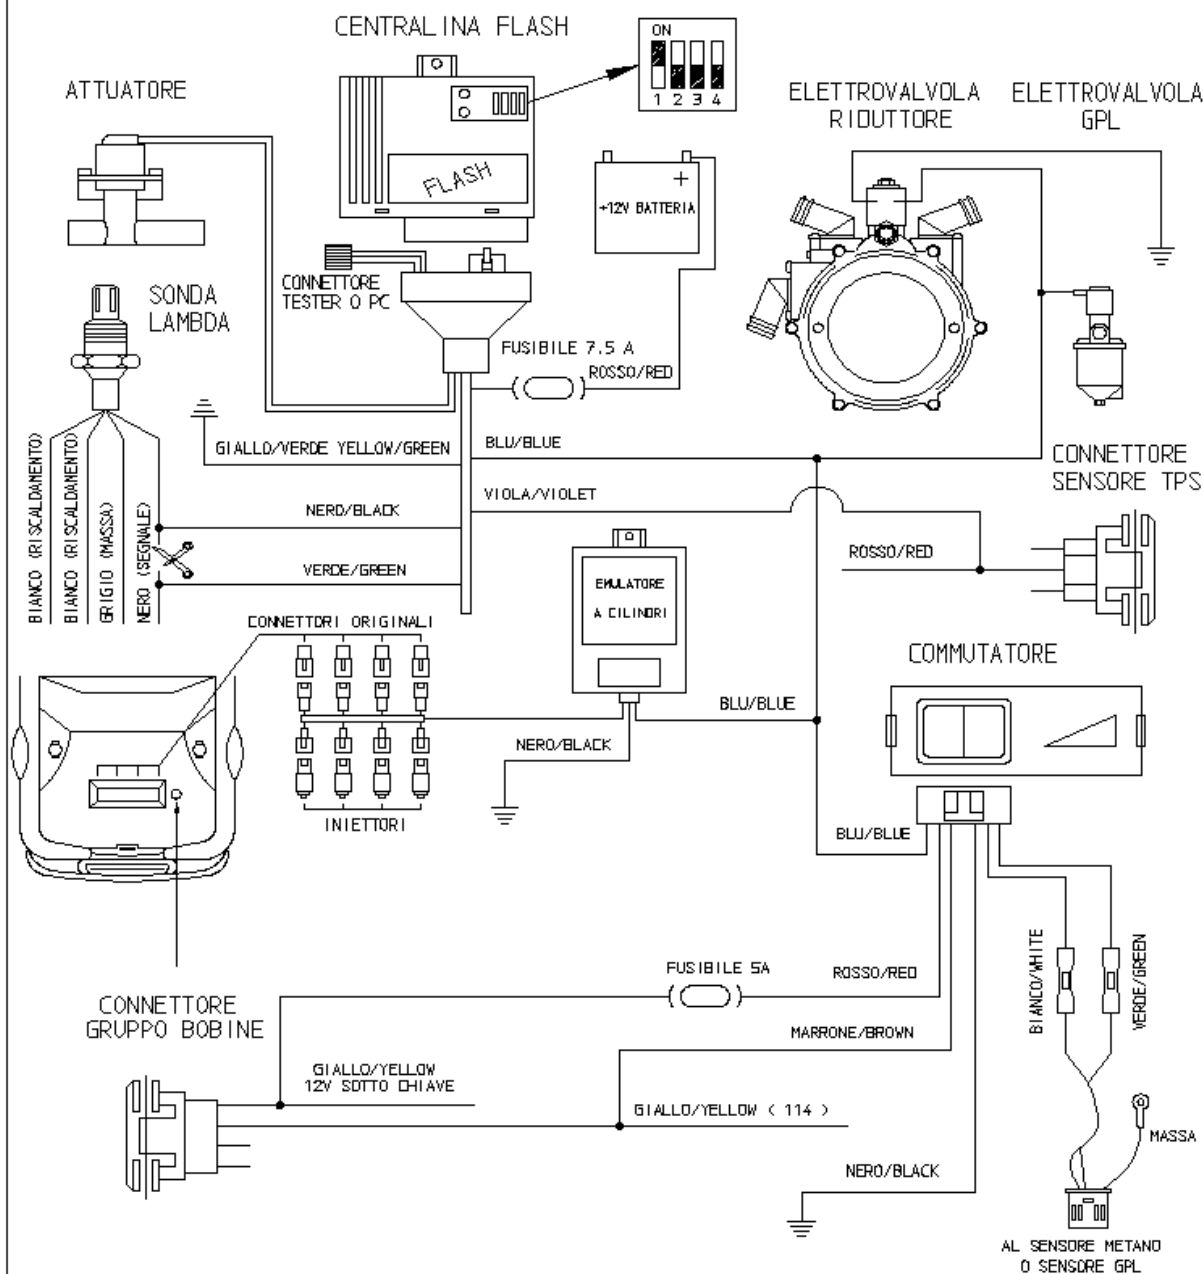 CENTRALINA FLASH
ON
1 2 3 4
ATTUATORE
ELETTROVALVOLA
RIDUTTORE
ELETTROVALVOLA
GPL
FLASH
+
+12V BATTERIA
CONNETTORE
TESTER O PC
SONDA
LAMBDA
FUSIBILE 7.5 A
ROSSO/RED
GIALLO/VERDE YELLOW/GREEN
BLU/BLUE
CONNETTORE
SENSORE TPS
VIOLA/VIOLET
NERO/BLACK
ROSSO/RED
VERDE/GREEN
BIANCO (RISCALDAMENTO)
BIANCO (RISCALDAMENTO)
GRIGIO (MASSA)
NERO (SEGNALE)
EMULATORE
A CILINDRI
CONNETTORI ORIGINALI
COMMUTATORE
BLU/BLUE
NERO/BLACK
INIETTORI
BLU/BLUE
BIANCO/WHITE
VERDE/GREEN
FUSIBILE 5A
ROSSO/RED
CONNETTORE
GRUPPO BOBINE
MARRONE/BROWN
GIALLO/YELLOW
12V SOTTO CHIAVE
GIALLO/YELLOW ( 114 )
MASSA
NERO/BLACK
AL SENSORE METANO
O SENSORE GPL